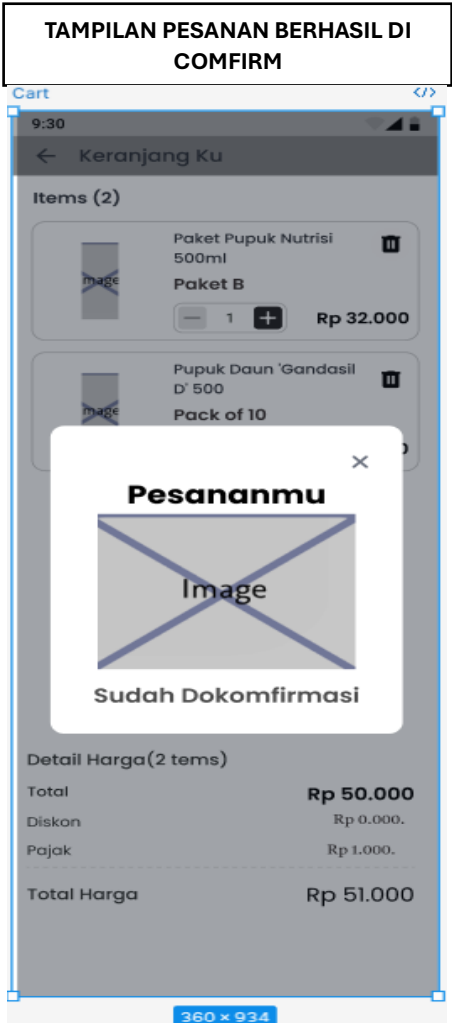 TAMPILAN PESANAN BERHASIL DI
COMFIRM
Cart </>
9:30
Keranjang Ku
Items (2)
Paket Pupuk Nutrisi
500ml
mage
Paket B
1
Rp 32.000
Pupuk Daun 'Gandasil
D' 500
mage
Pack of 10
Pesananmu
Image
Sudah Dokomfirmasi
Detail Harga(2 tems)
Total Rp 50.000
Diskon Rp 0.000.
Pajak Rp 1.000.
Total Harga Rp 51.000
360 × 934